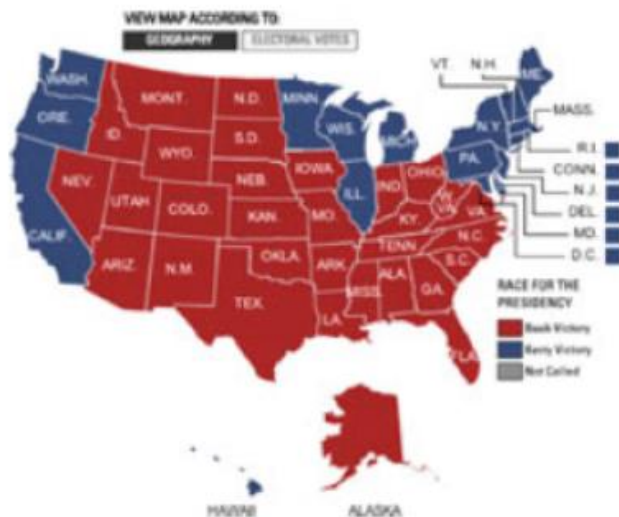 VIEW MAP ACCORDING TO:
GEOGRAPHY ELECTORAL VOTES
VT. N.H. ME.
WASH. MONT. N.D. MINN MASS.
ORE. ID. S.D. WIS. MICH N.Y. R.I.
WYO. IOWA PA. CONN.
NEV. NEB. ILL. IND OHIO N.J.
UTAH COLO. KAN. MO. KY. W. VA. VA. DEL.
CALIF. MD.
ARIZ. N.M. OKLA. ARK. TENN N.C. D.C.
S.C.
TEX. LA. MISS. ALA. GA.
FLA.
RACE FOR THE
PRESIDENCY
Bush Victory
Kerry Victory
Not Called
HAWAII ALASKA